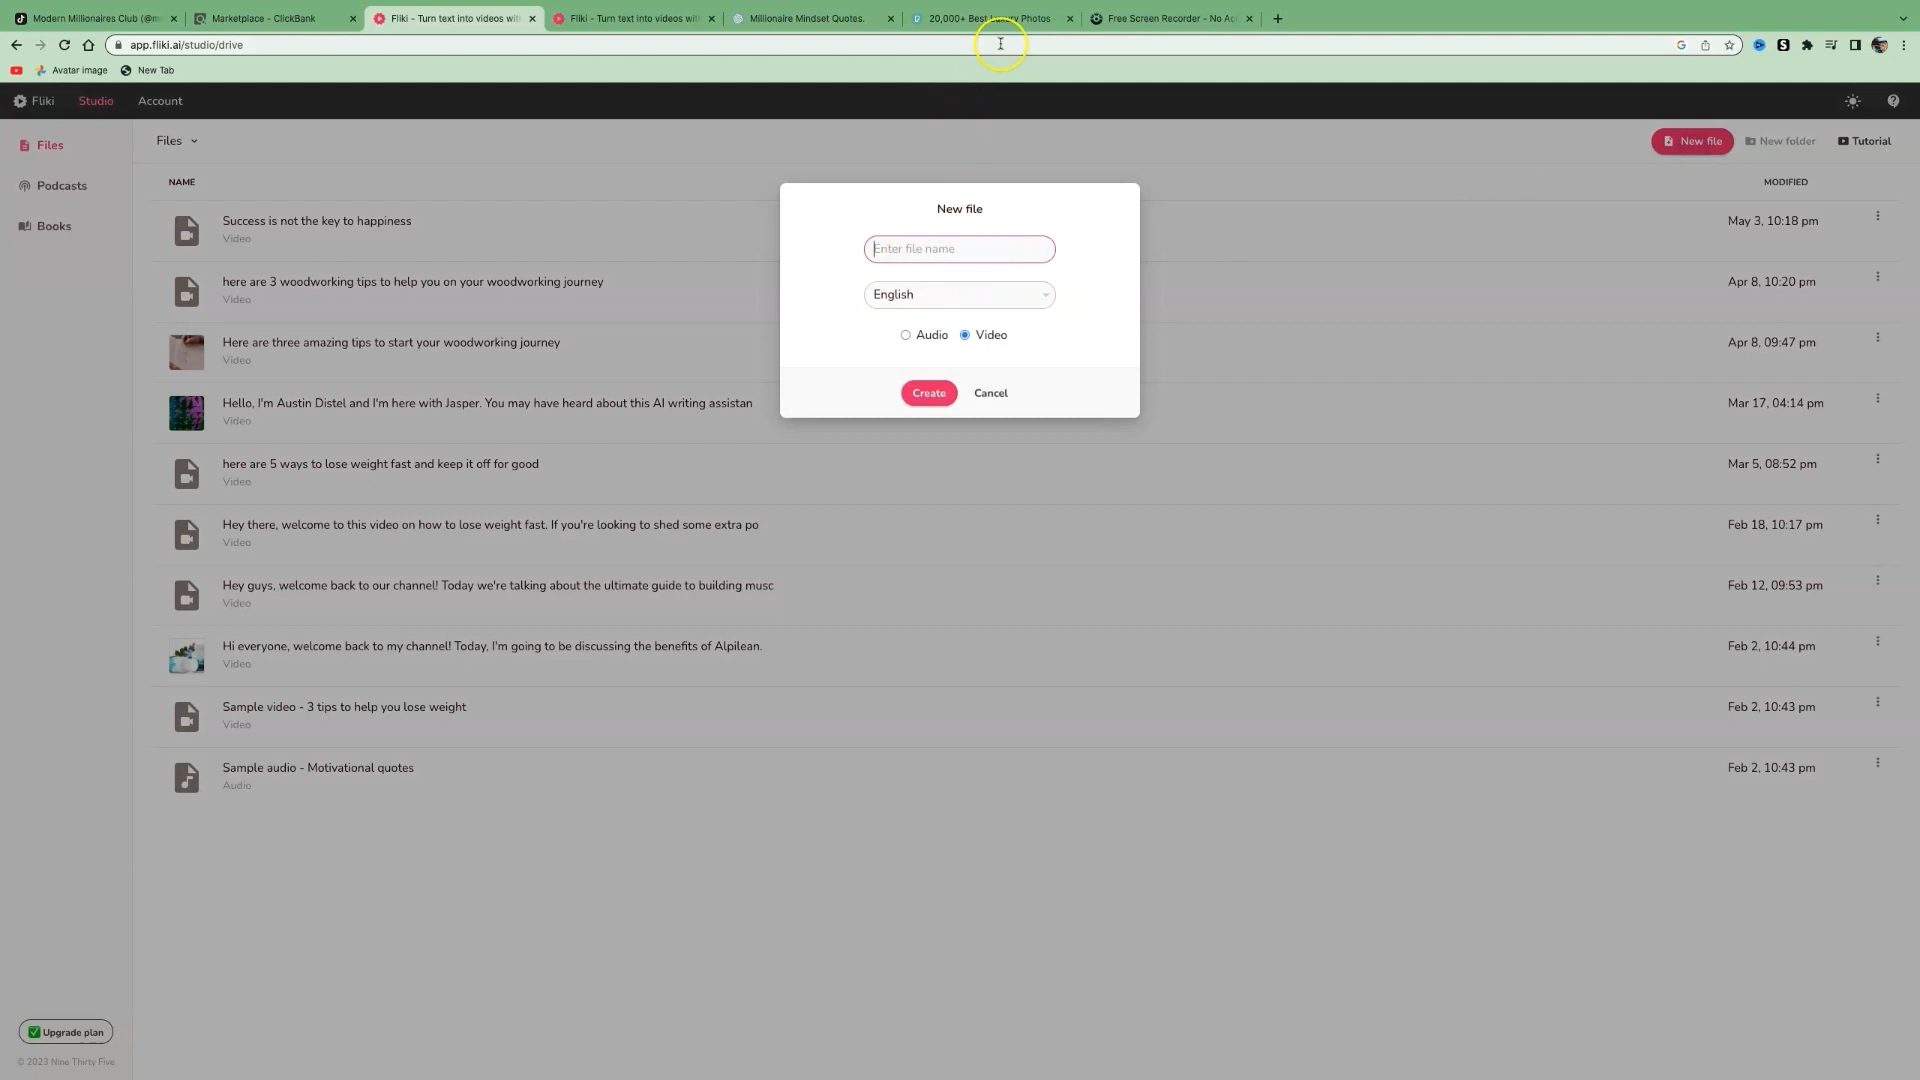 Modern Millionaires Club (@m
Marketplace - ClickBank
Fliki - Turn text into videos wit
Fliki - Turn text into videos wit
Millionaire Mindset Quotes.
20,000+ Best Luxury Photos
Free Screen Recorder - No Ac
app.fliki.ai/studio/drive
Avatar image
New Tab
Fliki
Studio
Account
Files
Podcasts
Books
Files
New file
New folder
Tutorial
NAME
MODIFIED
Success is not the key to happiness
Video
May 3, 10:18 pm
here are 3 woodworking tips to help you on your woodworking journey
Video
Apr 8, 10:20 pm
Here are three amazing tips to start your woodworking journey
Video
Apr 8, 09:47 pm
Hello, I'm Austin Distel and I'm here with Jasper. You may have heard about this AI writing assistan
Video
Mar 17, 04:14 pm
here are 5 ways to lose weight fast and keep it off for good
Video
Mar 5, 08:52 pm
Hey there, welcome to this video on how to lose weight fast. If you're looking to shed some extra po
Video
Feb 18, 10:17 pm
Hey guys, welcome back to our channel! Today we're talking about the ultimate guide to building musc
Video
Feb 12, 09:53 pm
Hi everyone, welcome back to my channel! Today, I'm going to be discussing the benefits of Alpilean.
Video
Feb 2, 10:44 pm
Sample video - 3 tips to help you lose weight
Video
Feb 2, 10:43 pm
Sample audio - Motivational quotes
Audio
Feb 2, 10:43 pm
New file
Enter file name
English
Audio
Video
Create
Cancel
Upgrade plan
© 2023 Nine Thirty Five